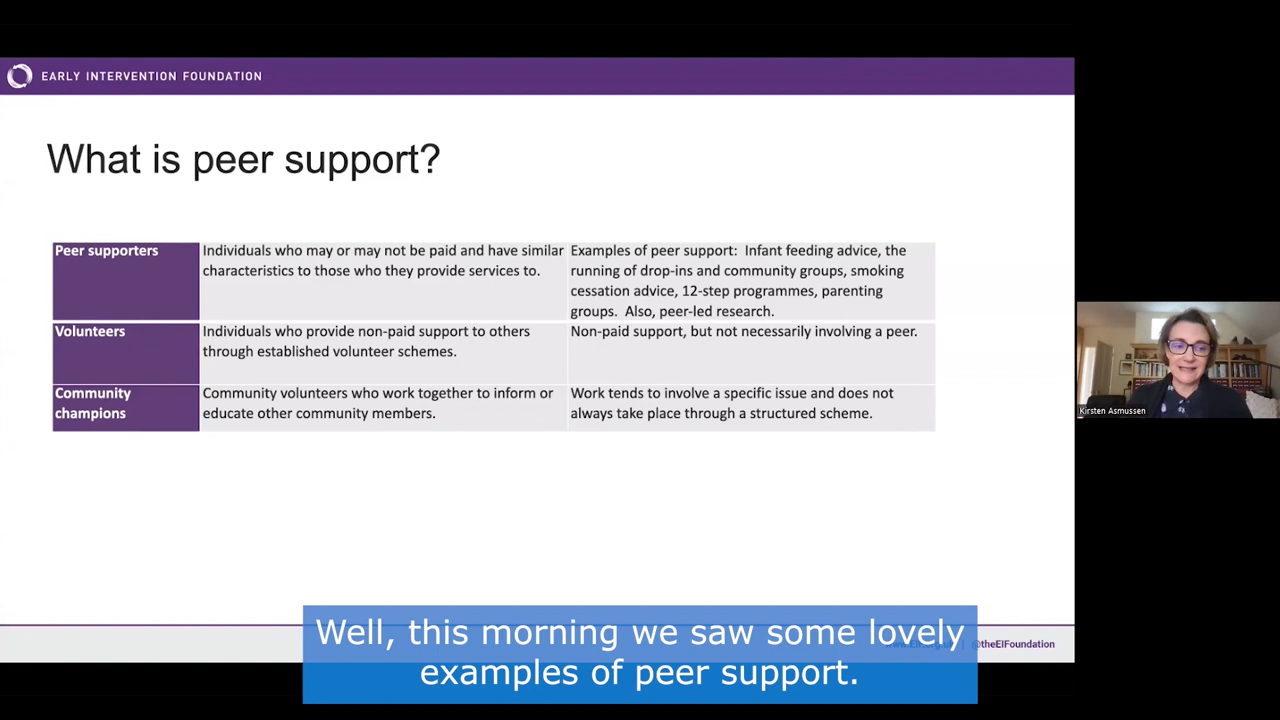 EARLY INTERVENTION FOUNDATION
What is peer support?
Peer supporters
Individuals who may or may not be paid and have similar
characteristics to those who they provide services to.
Examples of peer support:  Infant feeding advice, the
running of drop-ins and community groups, smoking
cessation advice, 12-step programmes, parenting
groups.  Also, peer-led research.
Volunteers
Individuals who provide non-paid support to others
through established volunteer schemes.
Non-paid support, but not necessarily involving a peer.
Community
champions
Community volunteers who work together to inform or
educate other community members.
Work tends to involve a specific issue and does not
always take place through a structured scheme.
Kirsten Asmussen
@theEIFoundation
Well, this morning we saw some lovely
examples of peer support.